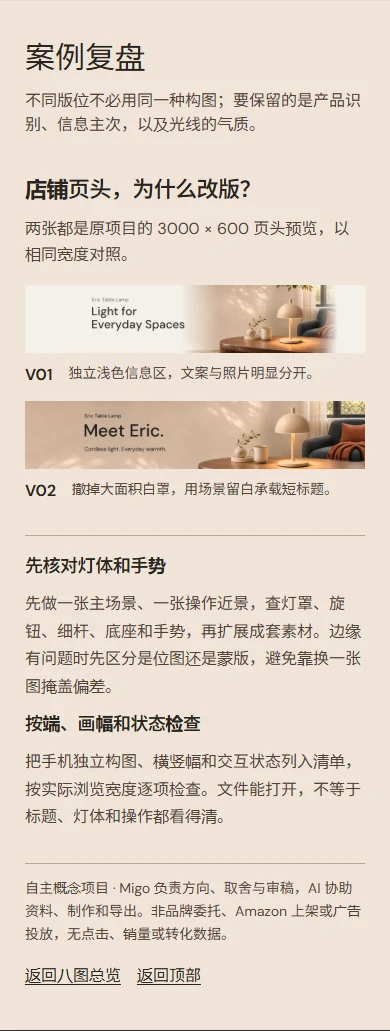 案例复盘
不同版位不必用同一种构图；要保留的是产品识
别、信息主次，以及光线的气质。
店铺页头，为什么改版？
两张都是原项目的 3000 × 600 页头预览，以
相同宽度对照。
Eric Table Lamp
Light for
Everyday Spaces
V01 独立浅色信息区，文案与照片明显分开。
Eric Table Lamp
Meet Eric.
Cordless light. Everyday warmth.
V02 撤掉大面积白罩，用场景留白承载短标题。
先核对灯体和手势
先做一张主场景、一张操作近景，查灯罩、旋
钮、细杆、底座和手势，再扩展成套素材。边缘
有问题时先区分是位图还是蒙版，避免靠换一张
图掩盖偏差。
按端、画幅和状态检查
把手机独立构图、横竖幅和交互状态列入清单，
按实际浏览宽度逐项检查。文件能打开，不等于
标题、灯体和操作都看得清。
自主概念项目 · Migo 负责方向、取舍与审稿，AI 协助
资料、制作和导出。非品牌委托、Amazon 上架或广告
投放，无点击、销量或转化数据。
返回八图总览 返回顶部